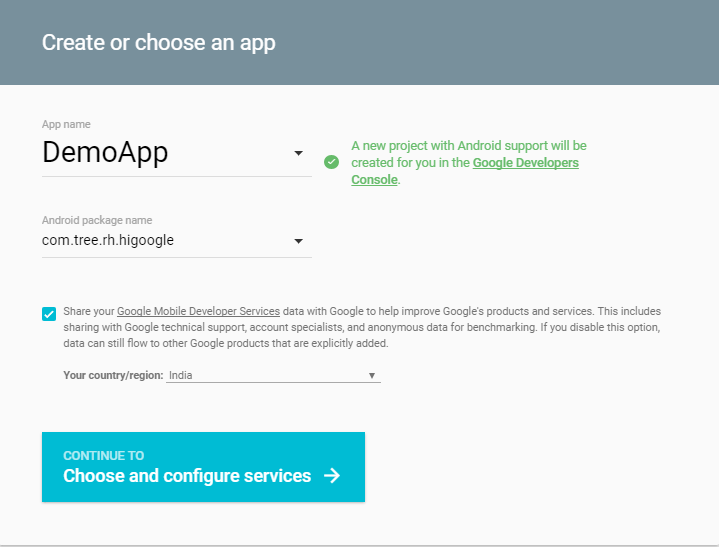 Create or choose an app
App name
DemoApp
A new project with Android support will be
created for you in the Google Developers
Console.
Android package name
com.tree.rh.higoogle
Share your Google Mobile Developer Services data with Google to help improve Google's products and services. This includes
sharing with Google technical support, account specialists, and anonymous data for benchmarking. If you disable this option,
data can still flow to other Google products that are explicitly added.
Your country/region: India
CONTINUE TO
Choose and configure services